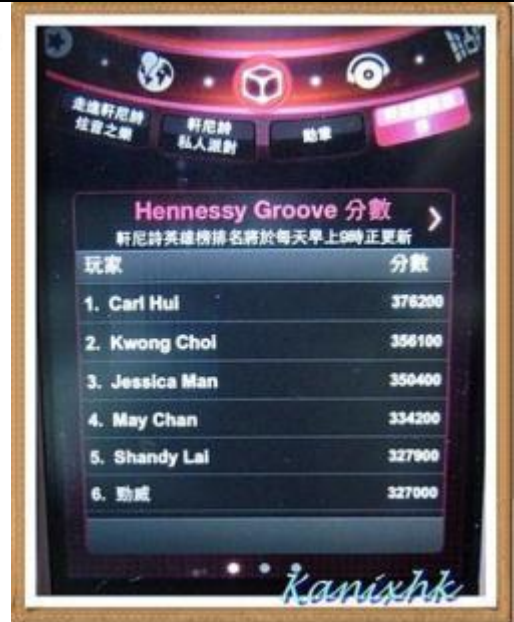 走進軒尼詩
炫音之樂
軒尼詩
私人派對
勳章
Hennessy Groove 分數
軒尼詩英雄榜排名將於每天早上9時正更新
玩家 分數
1. Carl Hui 376200
2. Kwong Choi 356100
3. Jessica Man 350400
4. May Chan 334200
5. Shandy Lai 327900
6. 勁威 327000
Kanixhk